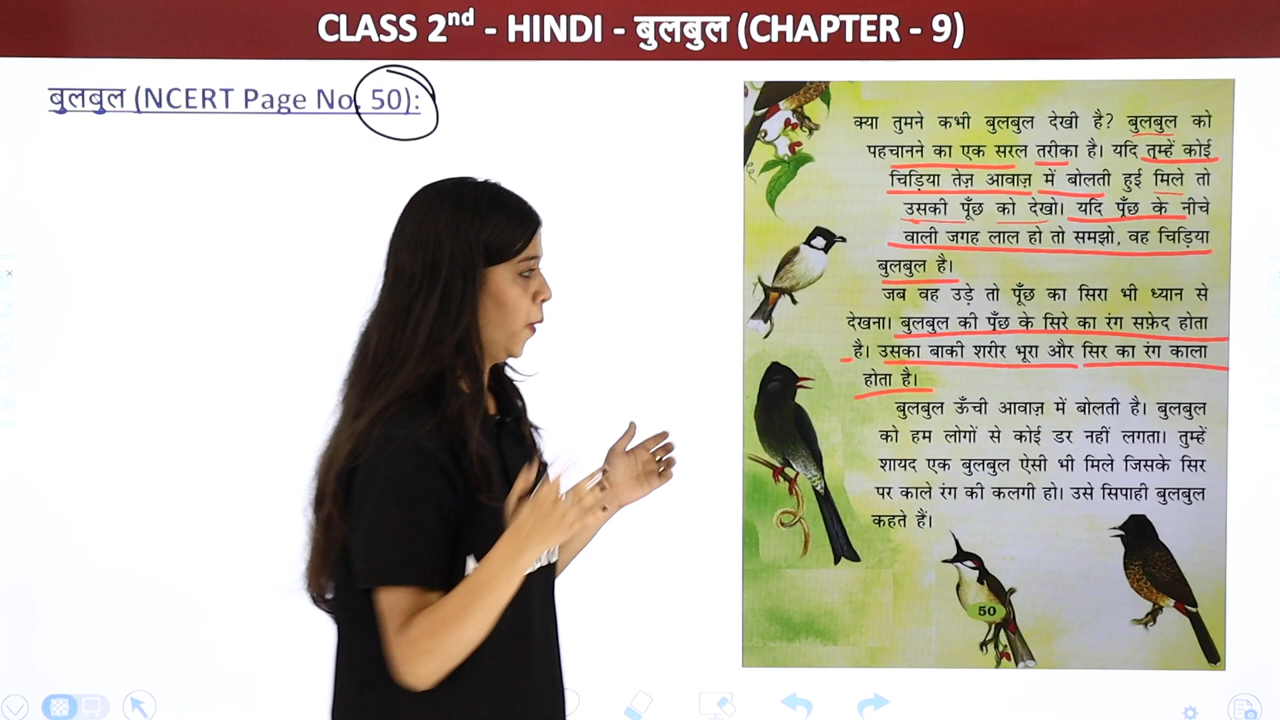 CLASS 2nd - HINDI - बुलबुल (CHAPTER - 9)
बुलबुल (NCERT Page No. 50):
क्या तुमने कभी बुलबुल देखी है? बुलबुल को
पहचानने का एक सरल तरीका है। यदि तुम्हें कोई
चिड़िया तेज़ आवाज़ में बोलती हुई मिले तो
उसकी पूँछ को देखो। यदि पूँछ के नीचे
वाली जगह लाल हो तो समझो, वह चिड़िया
बुलबुल है।
जब वह उड़े तो पूँछ का सिरा भी ध्यान से
देखना। बुलबुल की पूँछ के सिरे का रंग सफ़ेद होता
है। उसका बाकी शरीर भूरा और सिर का रंग काला
होता है।
बुलबुल ऊँची आवाज़ में बोलती है। बुलबुल
को हम लोगों से कोई डर नहीं लगता। तुम्हें
शायद एक बुलबुल ऐसी भी मिले जिसके सिर
पर काले रंग की कलगी हो। उसे सिपाही बुलबुल
कहते हैं।
50